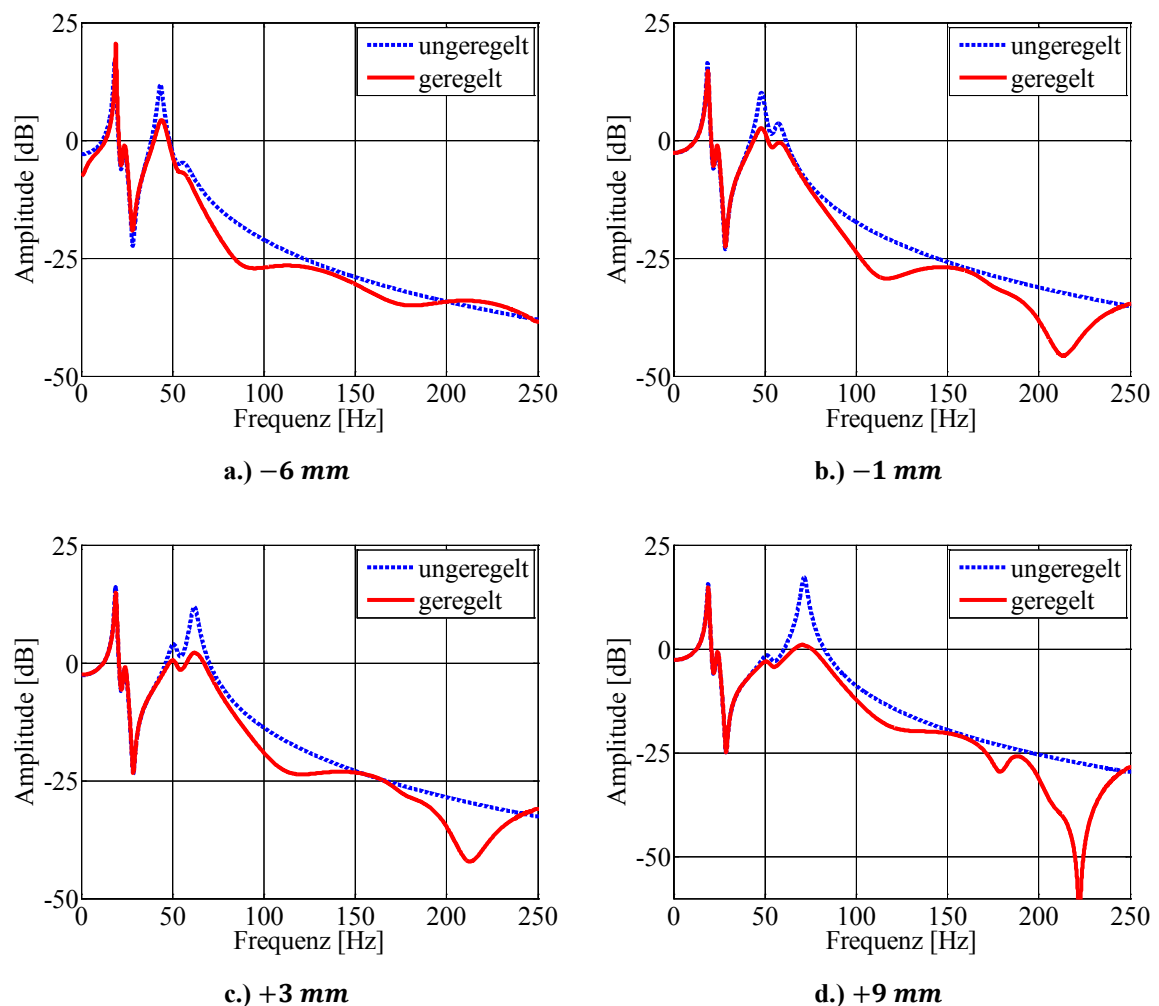 25
0
-25
-50
Amplitude [dB]
ungeregelt
geregelt
0 50 100 150 200 250
Frequenz [Hz]
a.) −6 mm
25
0
-25
-50
Amplitude [dB]
ungeregelt
geregelt
0 50 100 150 200 250
Frequenz [Hz]
b.) −1 mm
25
0
-25
-50
Amplitude [dB]
ungeregelt
geregelt
0 50 100 150 200 250
Frequenz [Hz]
c.) +3 mm
25
0
-25
-50
Amplitude [dB]
ungeregelt
geregelt
0 50 100 150 200 250
Frequenz [Hz]
d.) +9 mm